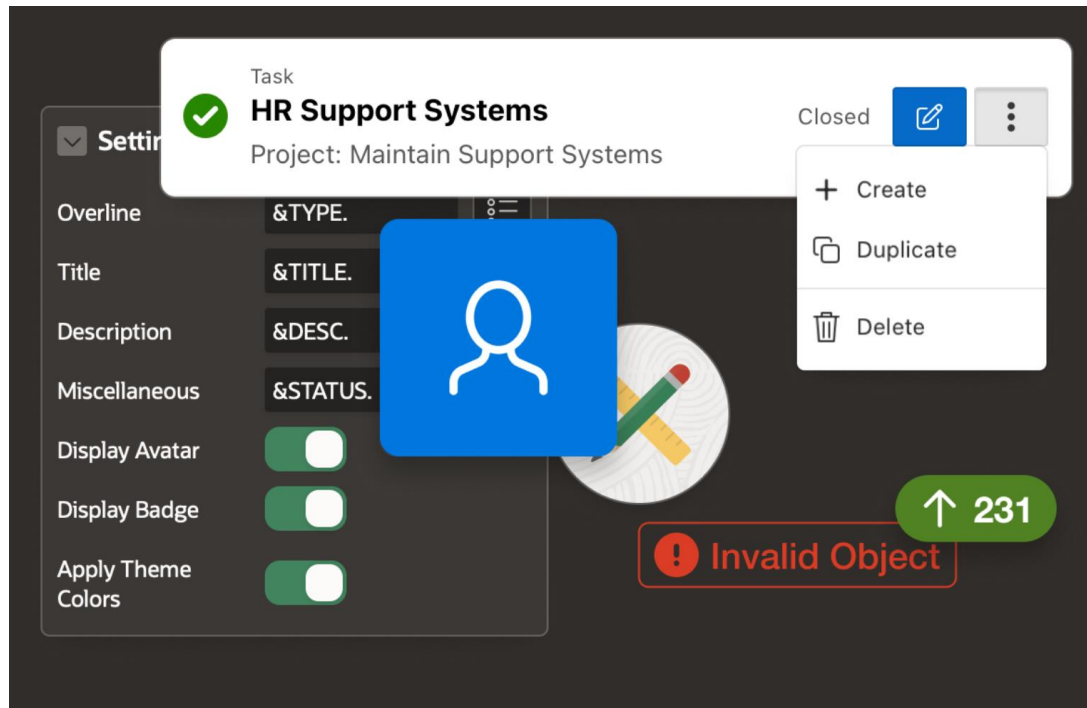 Task
HR Support Systems
Project: Maintain Support Systems
Closed
Create
Duplicate
Delete
Overline
&TYPE.
Title
&TITLE.
Description
&DESC.
Miscellaneous
&STATUS.
Display Avatar
Display Badge
Apply Theme
Colors
231
Invalid Object